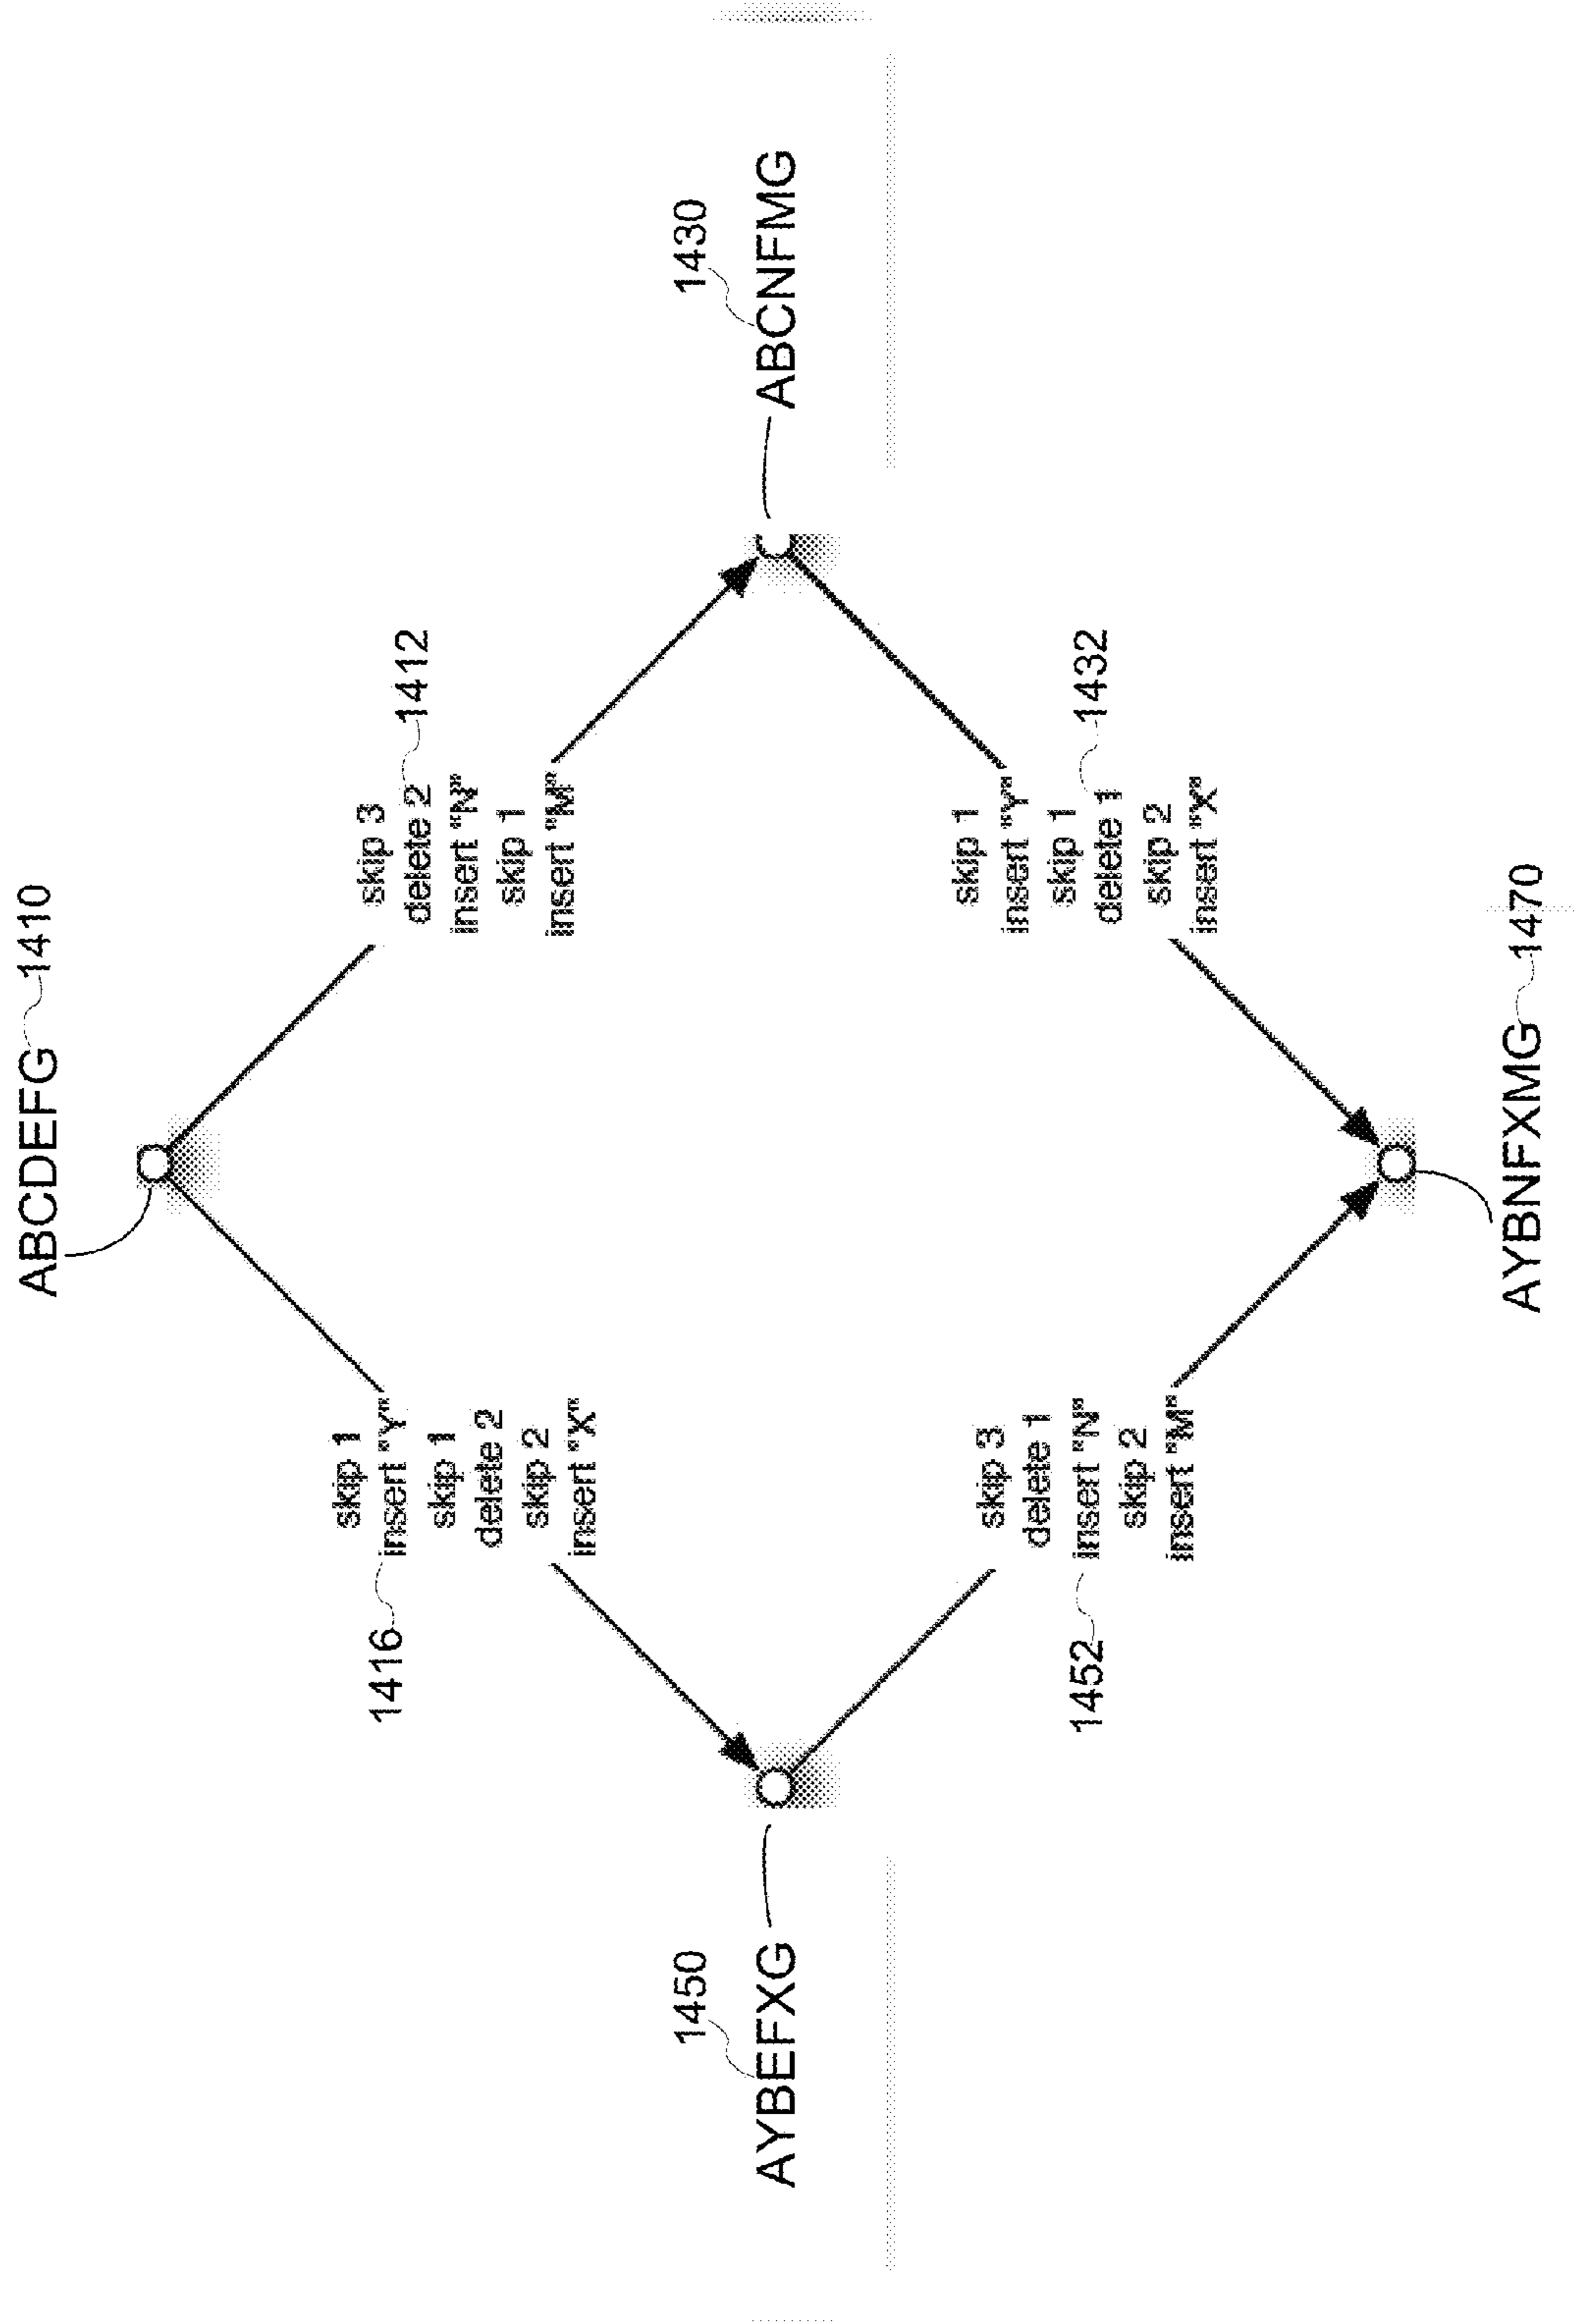 ABCDEFG 1410
skip 1
insert "Y"
skip 1
delete 2
skip 2
insert "X"
1416
skip 3
delete 2
insert "N"
skip 1
insert "M"
1412
1450
AYBEFXG
1430
ABCNFMG
skip 3
delete 1
insert "N"
skip 2
insert "M"
1452
skip 1
insert "Y"
skip 1
delete 1
skip 2
insert "X"
1432
AYBNFXMG 1470